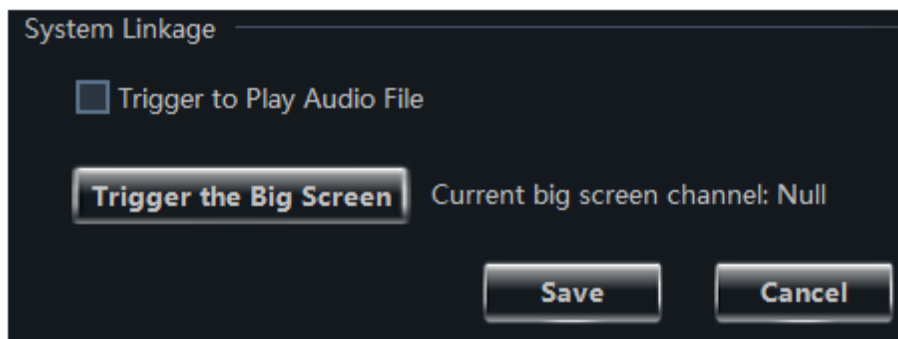 System Linkage
Trigger to Play Audio File
Trigger the Big Screen Current big screen channel: Null
Save Cancel